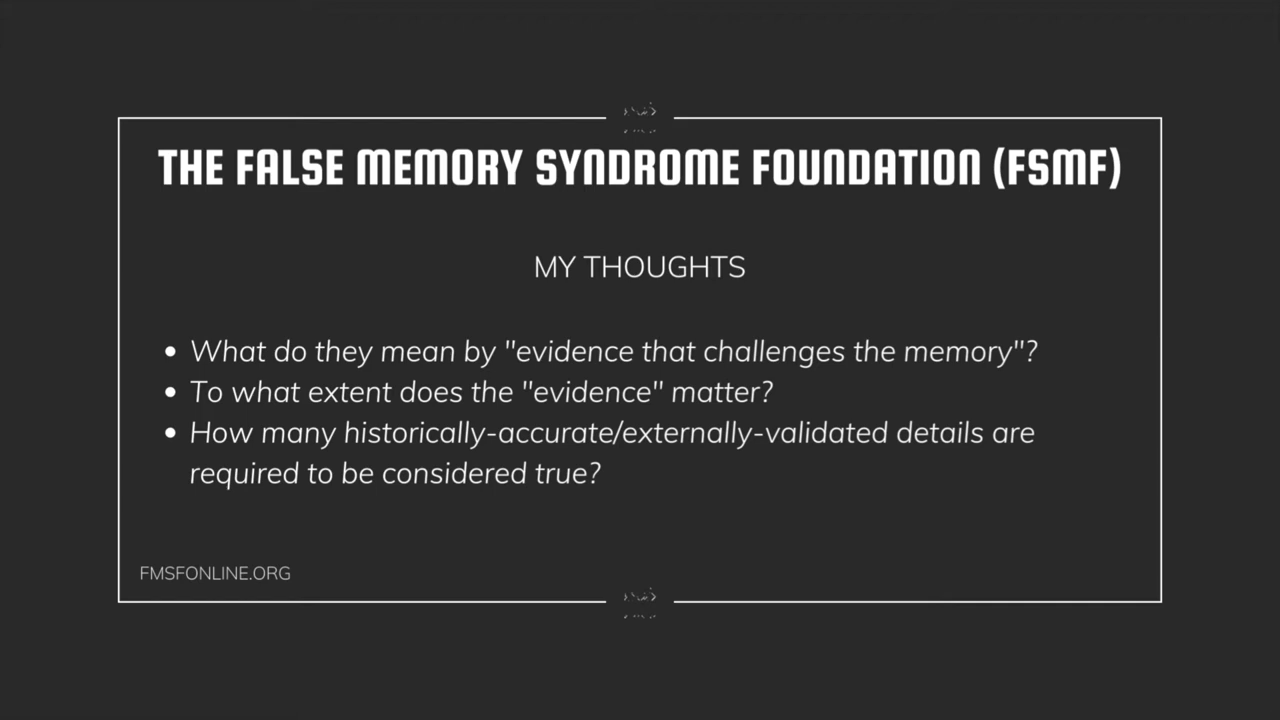 THE FALSE MEMORY SYNDROME FOUNDATION (FSMF)
MY THOUGHTS
• What do they mean by "evidence that challenges the memory"?
• To what extent does the "evidence" matter?
• How many historically-accurate/externally-validated details are
required to be considered true?
FMSFONLINE.ORG